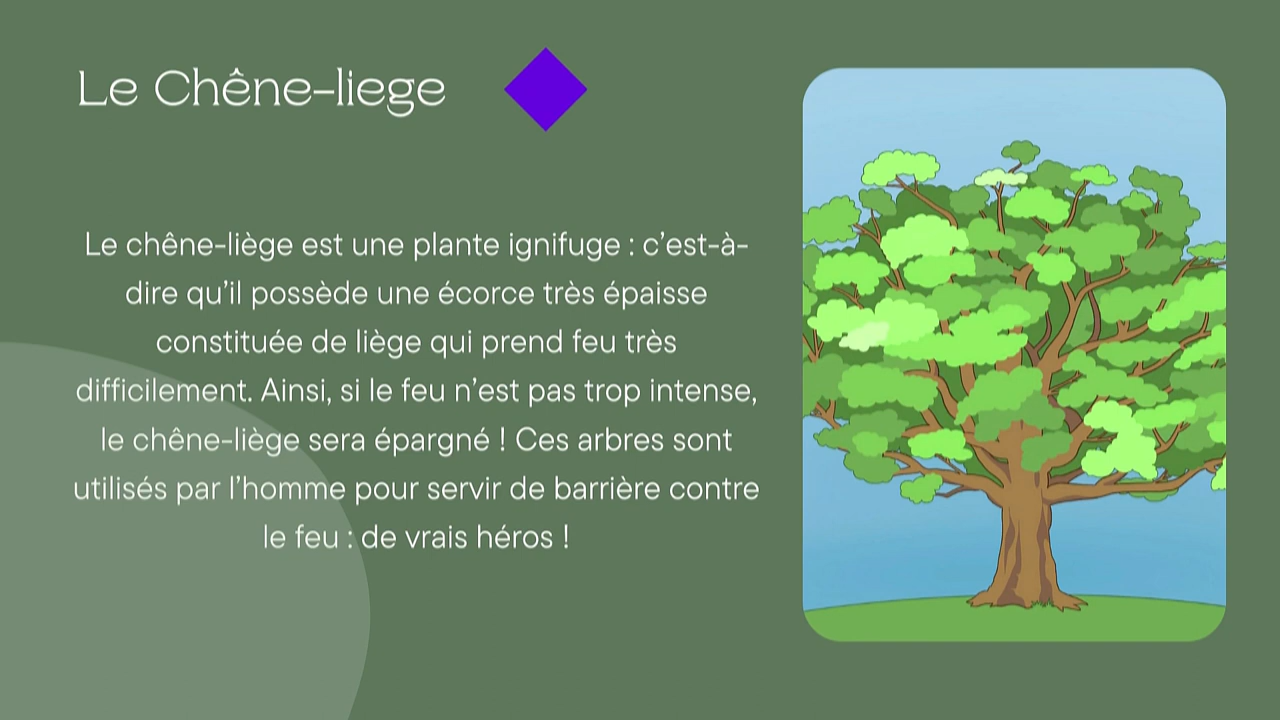 Le Chêne-liege
Le chêne-liège est une plante ignifuge : c’est-à-
dire qu’il possède une écorce très épaisse
constituée de liège qui prend feu très
difficilement. Ainsi, si le feu n’est pas trop intense,
le chêne-liège sera épargné ! Ces arbres sont
utilisés par l’homme pour servir de barrière contre
le feu : de vrais héros !